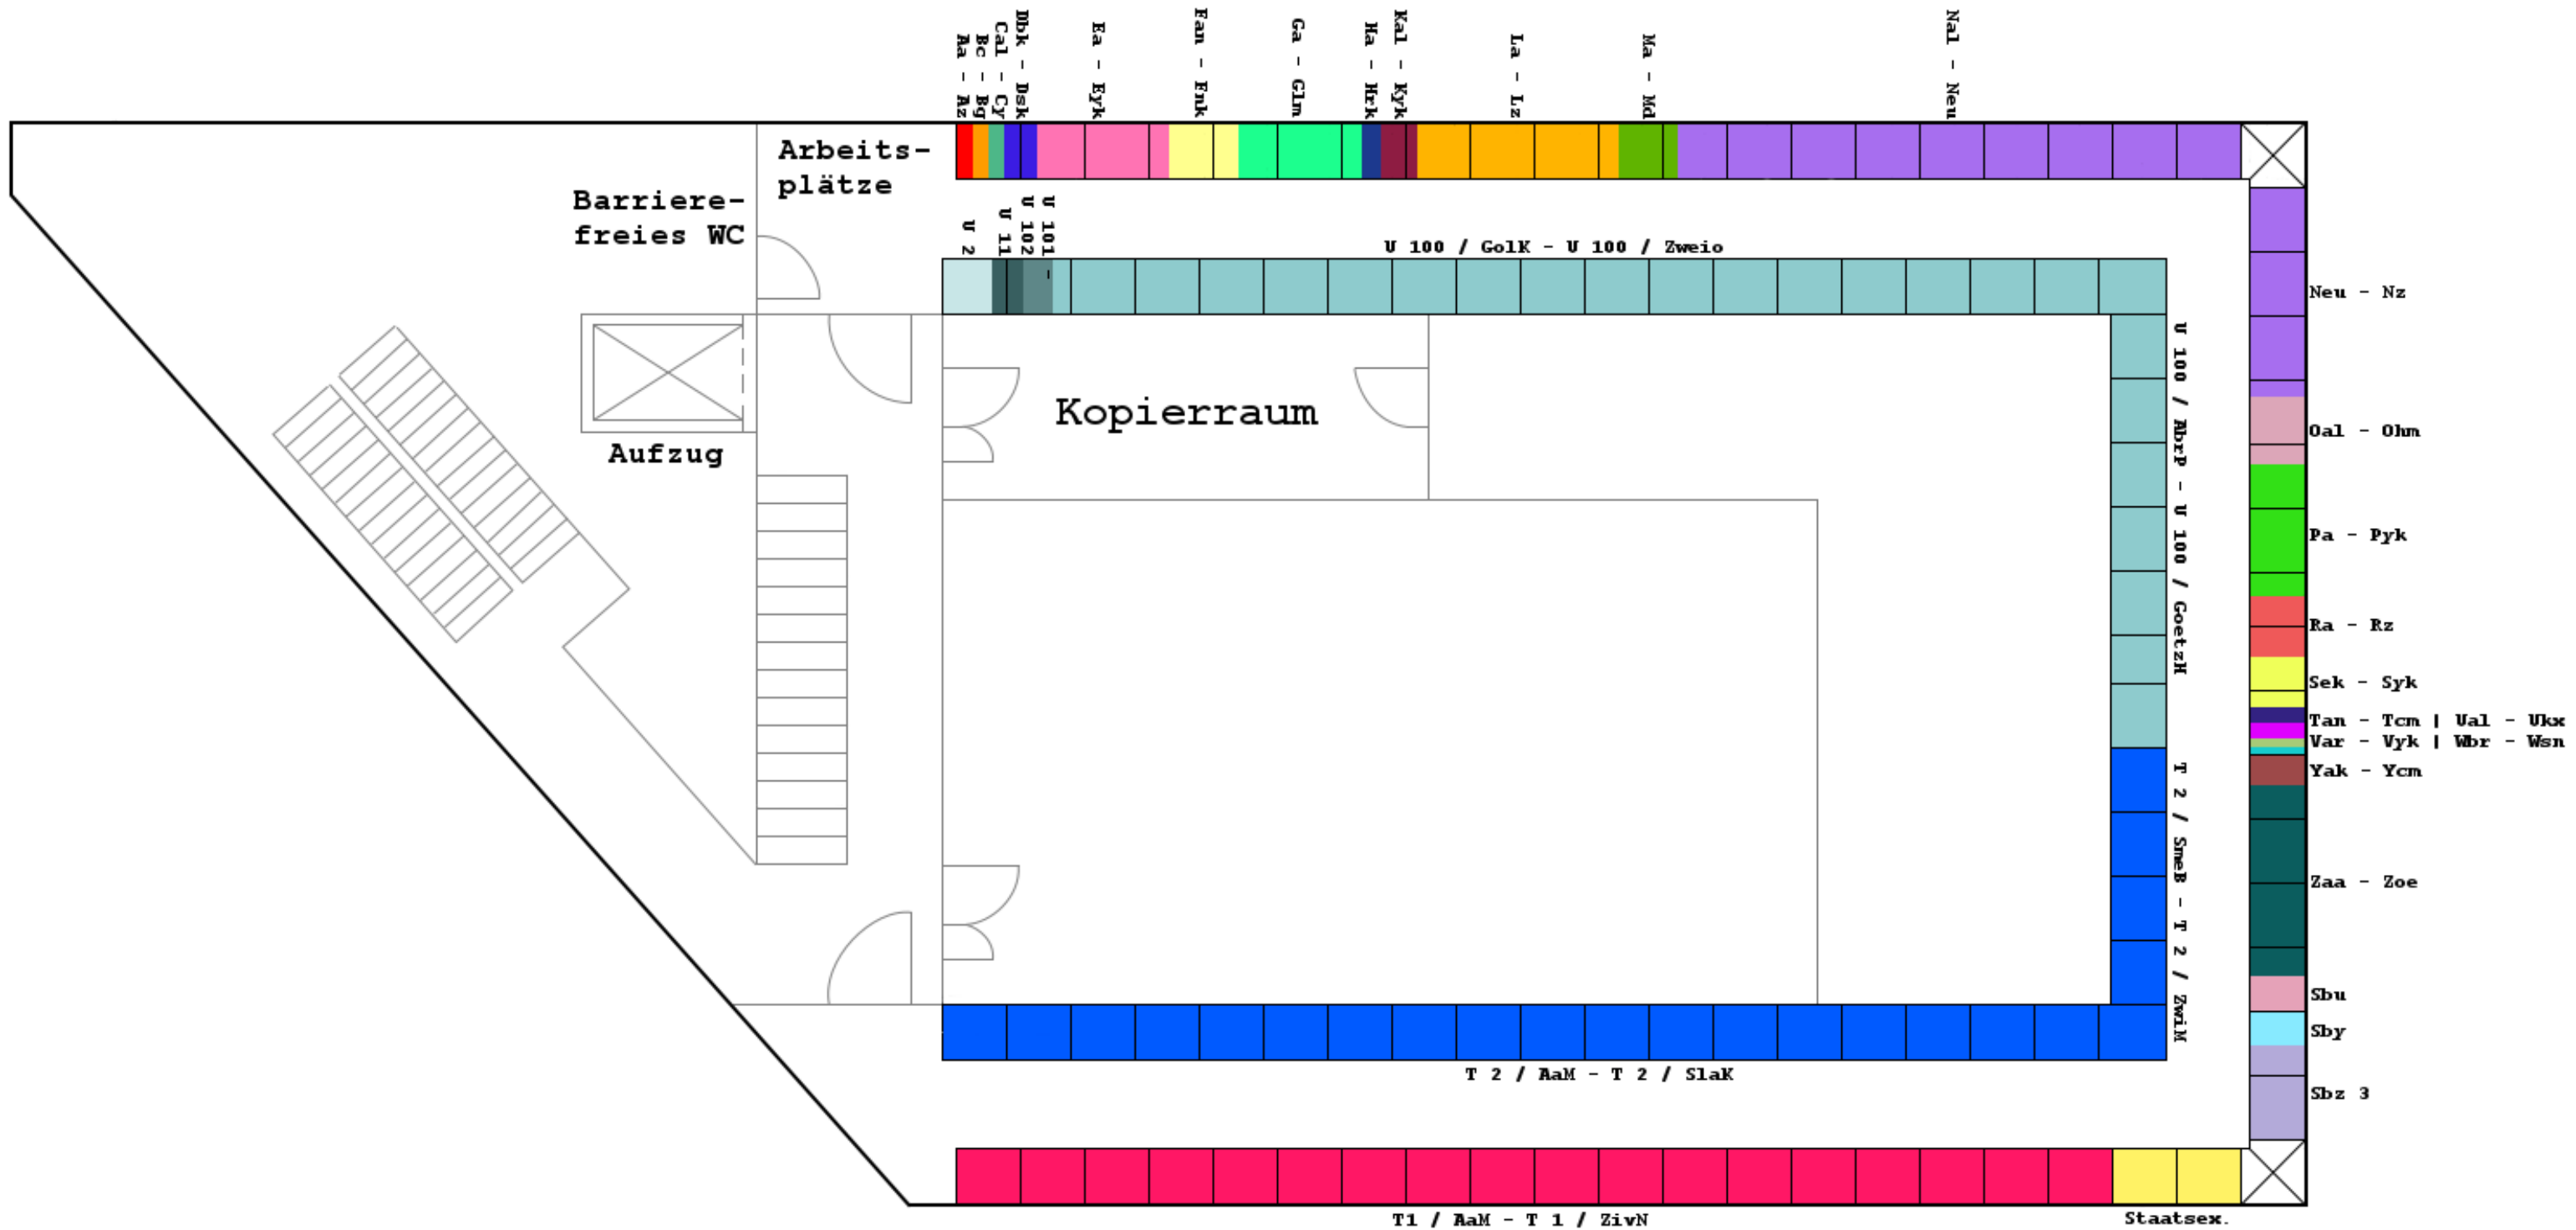 Aa - Az
Bc - Bg
Cal - Cy
Dbk - Dsk
Ea - Eyk
Fan - Fnk
Ga - Glm
Ha - Hrk
Kal - Kyk
La - Lz
Ma - Md
Nal - Neu
Arbeits-
plätze
Barriere-
freies WC
U 2
U 11
U 102
U 101 -
U 100 / GolK - U 100 / Zweio
Neu - Nz
U 100 / AbrP - U 100 / GoetzH
Kopierraum
Aufzug
Oal - Ohm
Pa - Pyk
Ra - Rz
Sek - Syk
Tan - Tcm | Ual - Ukx
Var - Vyk | Wbr - Wsn
Yak - Ycm
T 2 / SmeB - T 2 / ZwiM
Zaa - Zoe
Sbu
Sby
Sbz 3
T 2 / AaM - T 2 / SlaK
T1 / AaM - T 1 / ZivN
Staatsex.